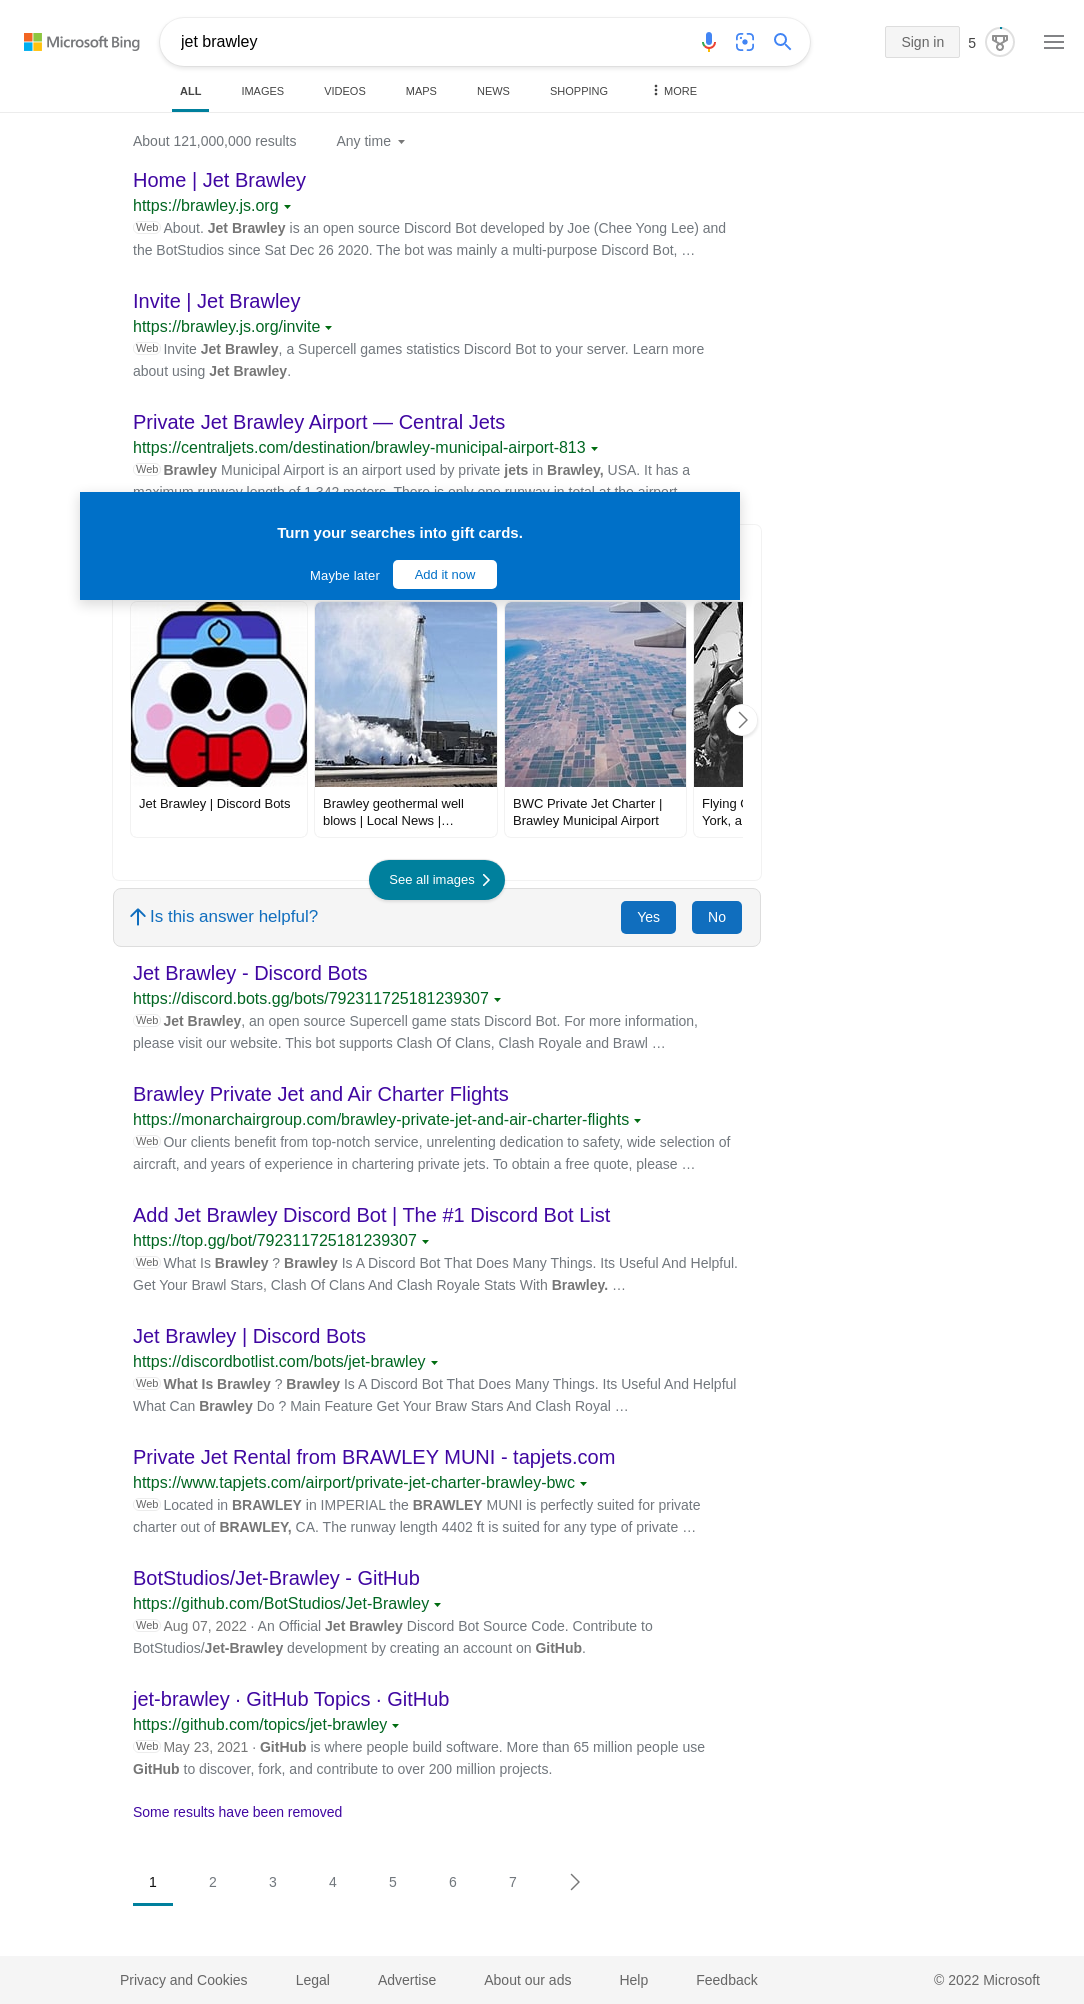 Microsoft Bing
jet brawley
Sign in
5
ALL
IMAGES
VIDEOS
MAPS
NEWS
SHOPPING
MORE
About 121,000,000 results
Any time
Home | Jet Brawley
https://brawley.js.org
Web About. Jet Brawley is an open source Discord Bot developed by Joe (Chee Yong Lee) and
the BotStudios since Sat Dec 26 2020. The bot was mainly a multi-purpose Discord Bot, …
Invite | Jet Brawley
https://brawley.js.org/invite
Web Invite Jet Brawley, a Supercell games statistics Discord Bot to your server. Learn more
about using Jet Brawley.
Private Jet Brawley Airport — Central Jets
https://centraljets.com/destination/brawley-municipal-airport-813
Web Brawley Municipal Airport is an airport used by private jets in Brawley, USA. It has a
maximum runway length of 1,342 meters. There is only one runway in total at the airport
Turn your searches into gift cards.
Maybe later
Add it now
Jet Brawley | Discord Bots
Brawley geothermal well
blows | Local News |…
BWC Private Jet Charter |
Brawley Municipal Airport
Flying
York, a
See all images
Is this answer helpful?
Yes
No
Jet Brawley - Discord Bots
https://discord.bots.gg/bots/792311725181239307
Web Jet Brawley, an open source Supercell game stats Discord Bot. For more information,
please visit our website. This bot supports Clash Of Clans, Clash Royale and Brawl …
Brawley Private Jet and Air Charter Flights
https://monarchairgroup.com/brawley-private-jet-and-air-charter-flights
Web Our clients benefit from top-notch service, unrelenting dedication to safety, wide selection of
aircraft, and years of experience in chartering private jets. To obtain a free quote, please …
Add Jet Brawley Discord Bot | The #1 Discord Bot List
https://top.gg/bot/792311725181239307
Web What Is Brawley ? Brawley Is A Discord Bot That Does Many Things. Its Useful And Helpful.
Get Your Brawl Stars, Clash Of Clans And Clash Royale Stats With Brawley. …
Jet Brawley | Discord Bots
https://discordbotlist.com/bots/jet-brawley
Web What Is Brawley ? Brawley Is A Discord Bot That Does Many Things. Its Useful And Helpful
What Can Brawley Do ? Main Feature Get Your Braw Stars And Clash Royal …
Private Jet Rental from BRAWLEY MUNI - tapjets.com
https://www.tapjets.com/airport/private-jet-charter-brawley-bwc
Web Located in BRAWLEY in IMPERIAL the BRAWLEY MUNI is perfectly suited for private
charter out of BRAWLEY, CA. The runway length 4402 ft is suited for any type of private …
BotStudios/Jet-Brawley - GitHub
https://github.com/BotStudios/Jet-Brawley
Web Aug 07, 2022 · An Official Jet Brawley Discord Bot Source Code. Contribute to
BotStudios/Jet-Brawley development by creating an account on GitHub.
jet-brawley · GitHub Topics · GitHub
https://github.com/topics/jet-brawley
Web May 23, 2021 · GitHub is where people build software. More than 65 million people use
GitHub to discover, fork, and contribute to over 200 million projects.
Some results have been removed
1 2 3 4 5 6 7
Privacy and Cookies
Legal
Advertise
About our ads
Help
Feedback
© 2022 Microsoft